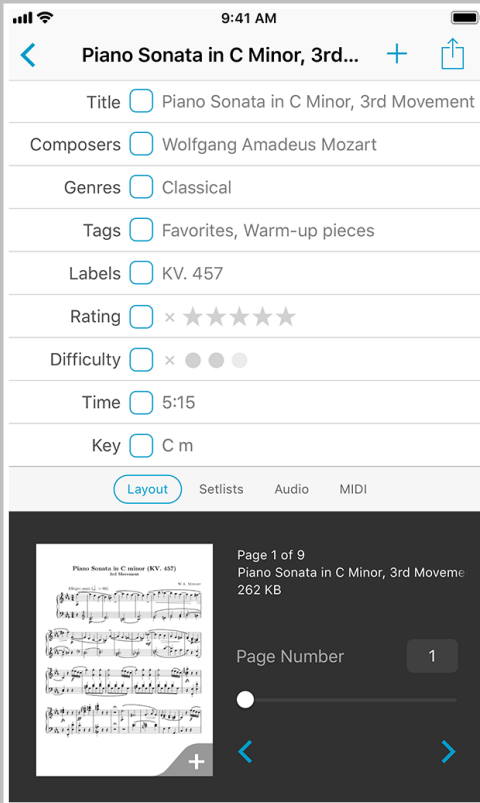 9:41 AM
Piano Sonata in C Minor, 3rd...
Title Piano Sonata in C Minor, 3rd Movement
Composers Wolfgang Amadeus Mozart
Genres Classical
Tags Favorites, Warm-up pieces
Labels KV. 457
Rating × ★★★★★
Difficulty ×
Time 5:15
Key C m
Layout Setlists Audio MIDI
Page 1 of 9
Piano Sonata in C Minor, 3rd Moveme
262 KB
Page Number 1
Piano Sonata in C minor (KV. 457)
3rd Movement
W. A. Mozart